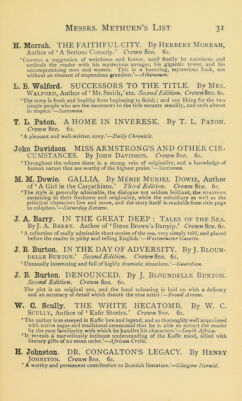 MESSRS. METHUEN'S LIST 31
H. Morrah. THE FAITHFUL CITY. By HERBERT MORRAH,
Author of 'A Serious Comedy.' Crown 8vo. 6s.
'Conveys a suggestion of weirdness and horror, until finally he convinces and
enthrals the reader with his mysterious savages, his gigantic tower, and his
uncompromising men and women. This is a haunting, mysterious book, not
without an element of stupendous grandeur.'—Athenæum.
L. B. Walford. SUCCESSORS TO THE TITLE. By MRS.
WALFORD, Author of 'Mr. Smith,' etc. Second Edition. Crown 8vo. 6s.
'The story is fresh and healthy from beginning to finish; and our liking for the two
simple people who are the successors to the title mounts steadily, and ends almost
in respect.'—Scotsman.
T. L. Paton. A HOME IN INVERESK. By T. L. PATON.
Crown 8vo. 6s.
'A pleasant and well-written story.'—Daily Chronicle.
John Davidson. MISS ARMSTRONG'S AND OTHER CIR-
CUMSTANCES. By JOHN DAVIDSON. Crown 8vo. 6s.
'Throughout the volume there is a strong vein of originality, and a knowledge of
human nature that are worthy of the highest praise.'—Scotsman.
M. M. Dowie. GALLIA. By MÉNIE MURIEL DOWIE, Author
of 'A Girl in the Carpathians.' Third Edition. Crown 8vo. 6s.
'The style is generally admirable, the dialogue not seldom brilliant, the situations
surprising in their freshness and originality, while the subsidiary as well as the
principal characters live and move, and the story itself is readable from title-page
to colophon.'—Saturday Review.
J. A. Barry. IN THE GREAT DEEP: TALES OF THE SEA.
By J. A. BARRY. Author of 'Steve Brown's Bunyip.' Crown 8vo. 6s.
'A collection of really admirable short stories of the sea, very simply told, and placed
before the reader in pithy and telling English.'—Westminster Gazette.
J. B. Burton. IN THE DAY OF ADVERSITY. By J. BLOUN-
DELLE BURTON.' Second Edition. Crown 8vo. 6s.
'Unusually interesting and full of highly dramatic situations.'—Guardian.
J. B. Burton. DENOUNCED. By J. BLOUNDELLE BURTON.
Second Edition. Crown 8vo. 6s.
The plot is an original one, and the local colouring is laid on with a delicacy
and an accuracy of detail which denote the true artist.'—Broad Arrow.
W. C. Scully. THE WHITE HECATOMB. By W. C.
SCULLY, Author of 'Kafir Stories.' Crown 8vo. 6s.
'The author is so steeped in Kaffir lore and legend, and so thoroughly well acquainted
with native sagas and traditional ceremonial that he is able to attract the reader
by the easy familiarity with which he handles his characters.'—South Africa.
'It reveals a marvellously intimate understanding of the Kaffir mind, allied with
literary gifts of no mean order.'—African Critic.
H. Johnston. DR. CONGALTON'S LEGACY. By HENRY
JOHNSTON. Crown 8vo. 6s.
'A worthy and permanent contribution to Scottish literature.'—Glasgow Herald.